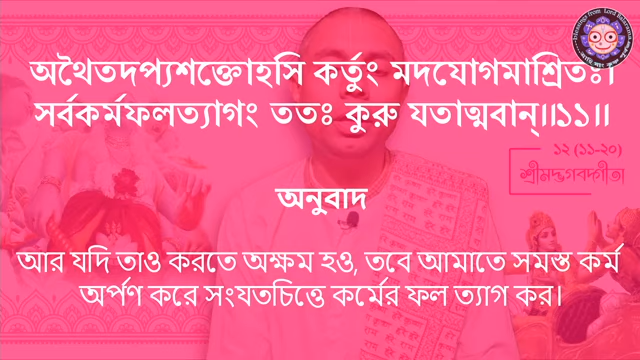 অথৈতদপ্যশক্তোহসি কর্তুং মদযোগমাশ্রিতঃ।
সর্বকর্মফলত্যাগং ততঃ কুরু যতাত্মবান্॥১১॥
১২ (১১-২০)
শ্রীমদ্ভগবদ্গীতা
অনুবাদ
আর যদি তাও করতে অক্ষম হও, তবে আমাতে সমস্ত কর্ম
অর্পণ করে সংযতচিত্তে কর্মের ফল ত্যাগ কর।